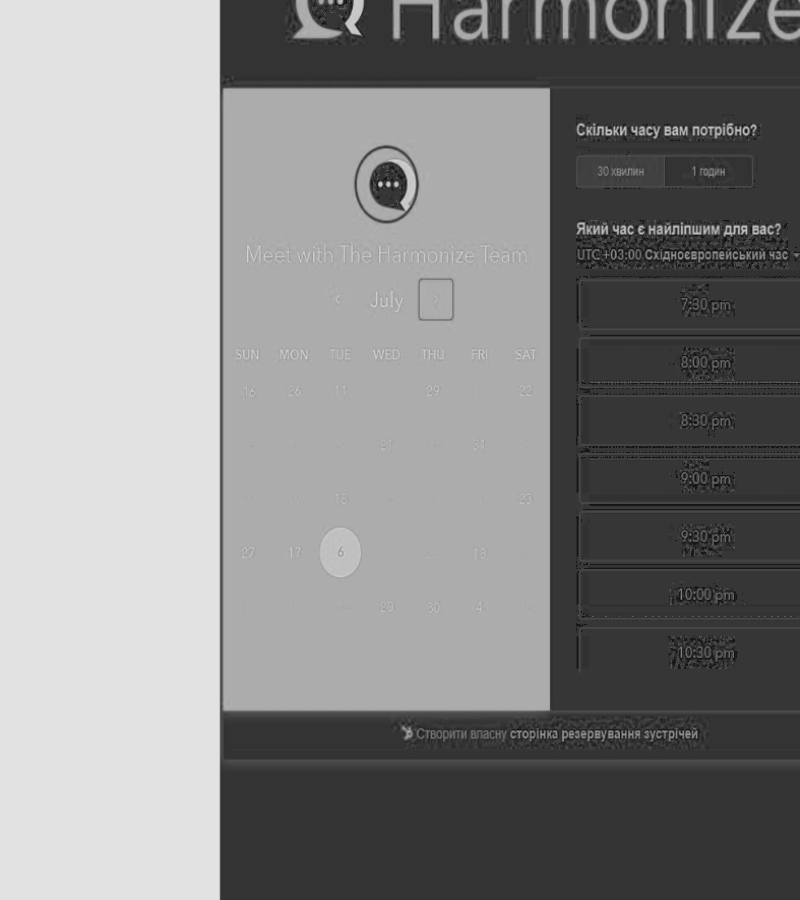 Harmonize
Meet with The Harmonize Team
July
SUN MON TUE WED THU FRI SAT
16 26 11 29 22
31
18 23
27 17 6 13
29 30 4
Скільки часу вам потрібно?
30 хвилин 1 годин
Який час є найліпшим для вас?
UTC +03:00 Східноєвропейський час
7:30 pm
8:00 pm
8:30 pm
9:00 pm
9:30 pm
10:00 pm
10:30 pm
Створити власну сторінка резервування зустрічей